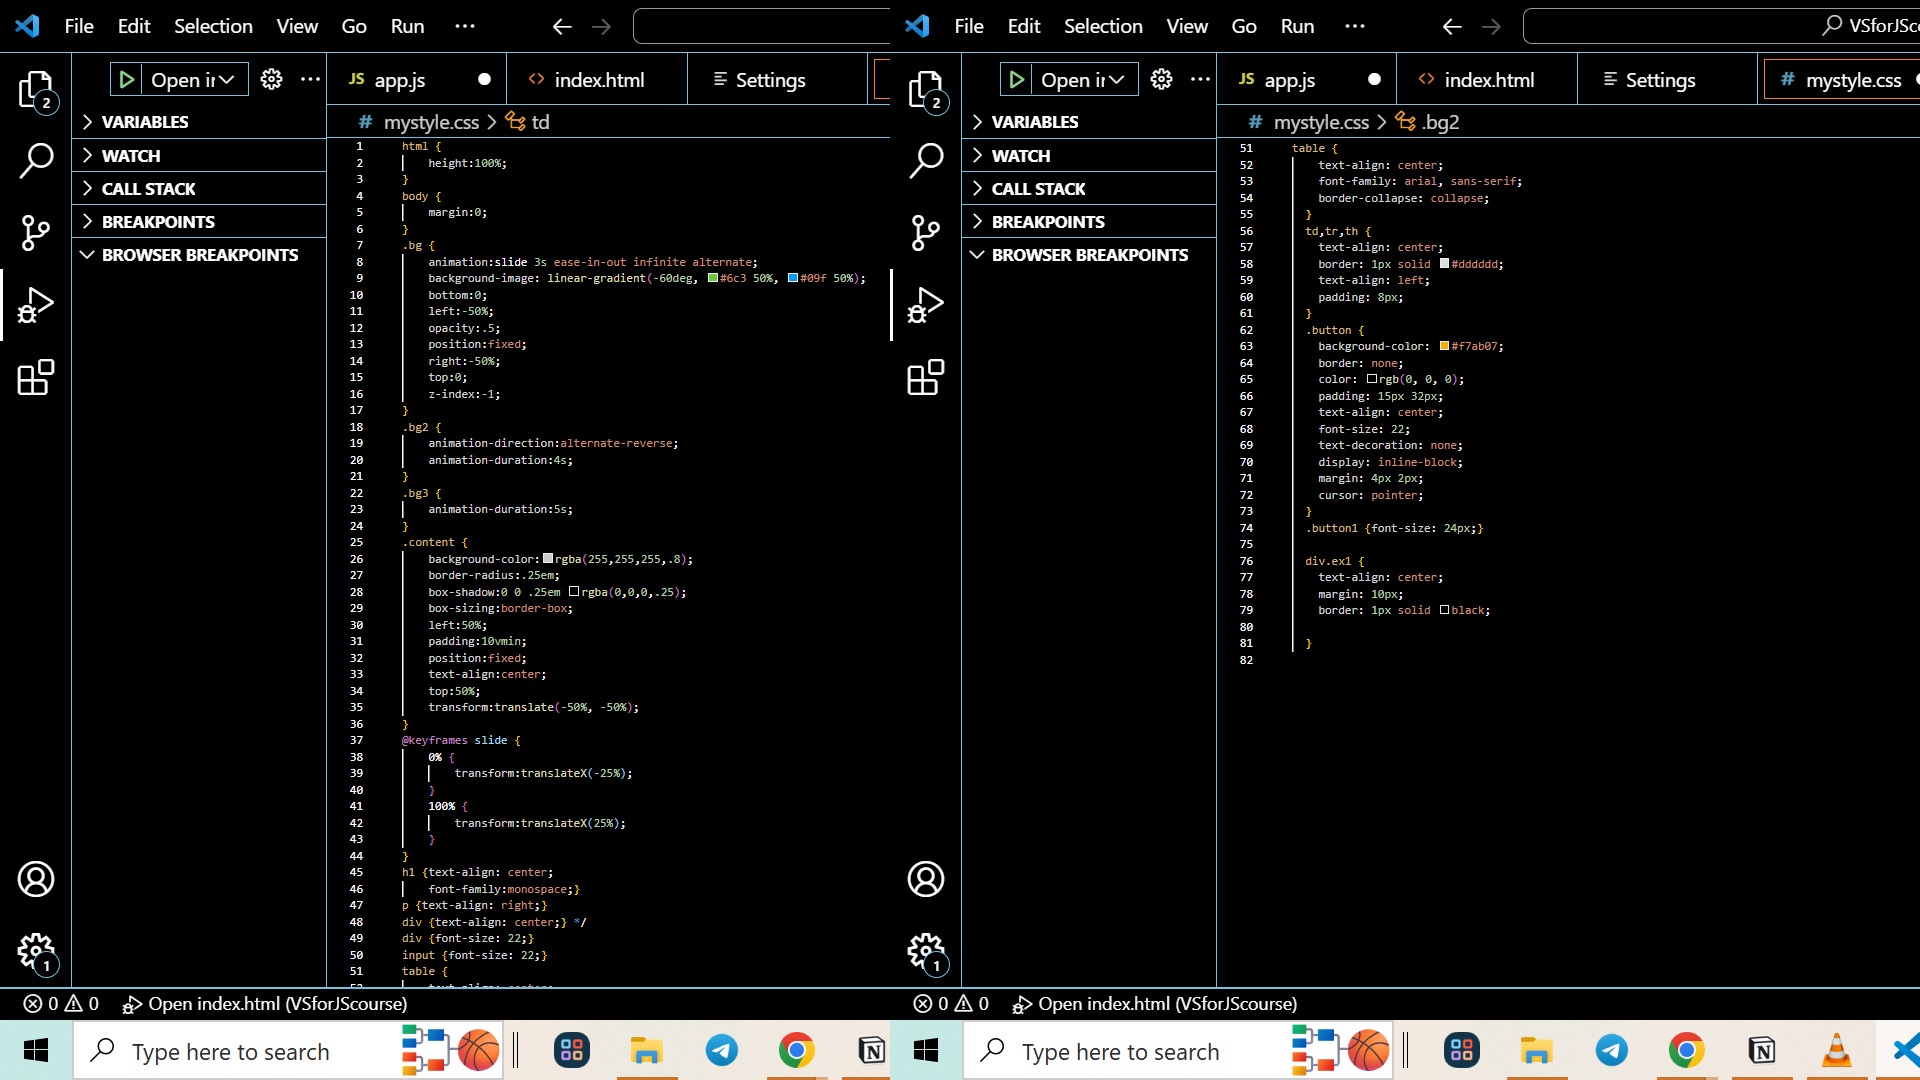 File Edit Selection View Go Run ···
Open ir
JS app.js
<> index.html
Settings
VARIABLES
WATCH
CALL STACK
BREAKPOINTS
BROWSER BREAKPOINTS
2
1
# mystyle.css > td
1 html {
2 height:100%;
3 }
4 body {
5 margin:0;
6 }
7 .bg {
8 animation:slide 3s ease-in-out infinite alternate;
9 background-image: linear-gradient(-60deg, #6c3 50%, #09f 50%);
10 bottom:0;
11 left:-50%;
12 opacity:.5;
13 position:fixed;
14 right:-50%;
15 top:0;
16 z-index:-1;
17 }
18 .bg2 {
19 animation-direction:alternate-reverse;
20 animation-duration:4s;
21 }
22 .bg3 {
23 animation-duration:5s;
24 }
25 .content {
26 background-color:rgba(255,255,255,.8);
27 border-radius:.25em;
28 box-shadow:0 0 .25em rgba(0,0,0,.25);
29 box-sizing:border-box;
30 left:50%;
31 padding:10vmin;
32 position:fixed;
33 text-align:center;
34 top:50%;
35 transform:translate(-50%, -50%);
36 }
37 @keyframes slide {
38 0% {
39 transform:translateX(-25%);
40 }
41 100% {
42 transform:translateX(25%);
43 }
44 }
45 h1 {text-align: center;
46 font-family:monospace;}
47 p {text-align: right;}
48 div {text-align: center;} */
49 div {font-size: 22;}
50 input {font-size: 22;}
51 table {
0 0 Open index.html (VSforJScourse)
Type here to search
File Edit Selection View Go Run ···
VSforJSc
Open ir
JS app.js
<> index.html
Settings
# mystyle.css
VARIABLES
WATCH
CALL STACK
BREAKPOINTS
BROWSER BREAKPOINTS
2
1
# mystyle.css > .bg2
51 table {
52 text-align: center;
53 font-family: arial, sans-serif;
54 border-collapse: collapse;
55 }
56 td,tr,th {
57 text-align: center;
58 border: 1px solid #dddddd;
59 text-align: left;
60 padding: 8px;
61 }
62 .button {
63 background-color: #f7ab07;
64 border: none;
65 color: rgb(0, 0, 0);
66 padding: 15px 32px;
67 text-align: center;
68 font-size: 22;
69 text-decoration: none;
70 display: inline-block;
71 margin: 4px 2px;
72 cursor: pointer;
73 }
74 .button1 {font-size: 24px;}
75
76 div.ex1 {
77 text-align: center;
78 margin: 10px;
79 border: 1px solid black;
80
81 }
82
0 0 Open index.html (VSforJScourse)
Type here to search